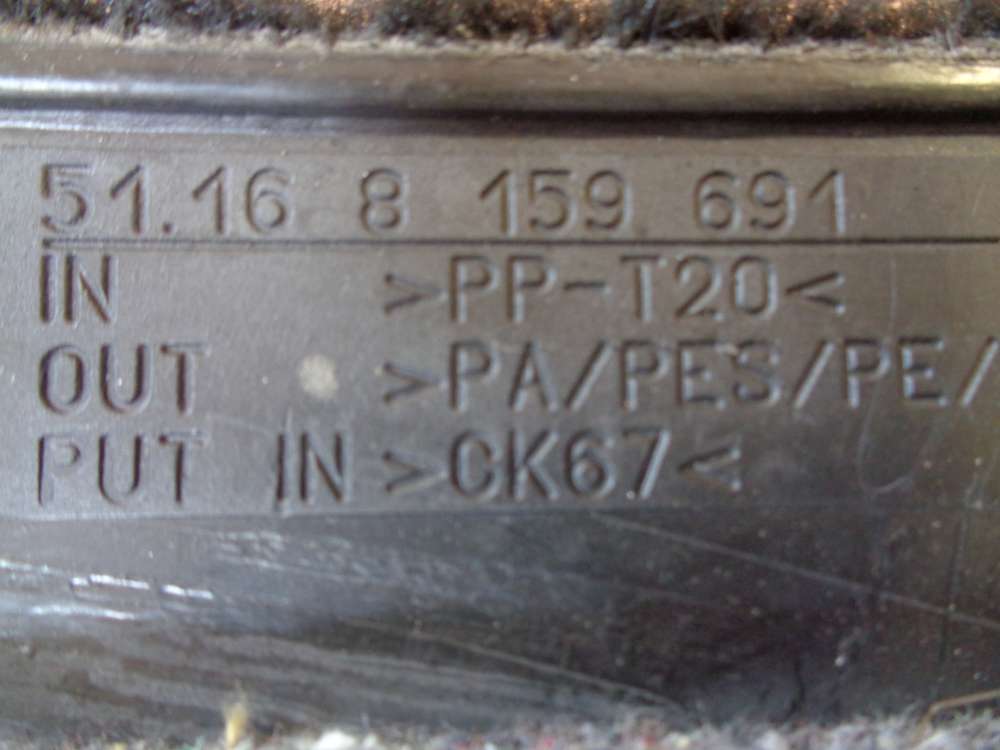 51.16 8 159 691
IN >PP-T20<
OUT >PA/PES/PE/
PUT IN >CK67<